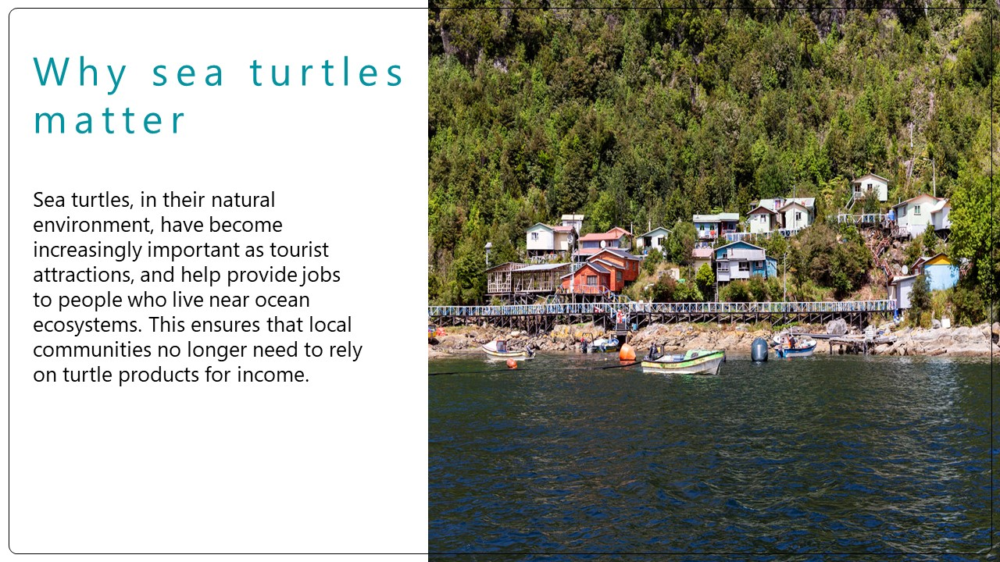 Why sea turtles
matter
Sea turtles, in their natural
environment, have become
increasingly important as tourist
attractions, and help provide jobs
to people who live near ocean
ecosystems. This ensures that local
communities no longer need to rely
on turtle products for income.